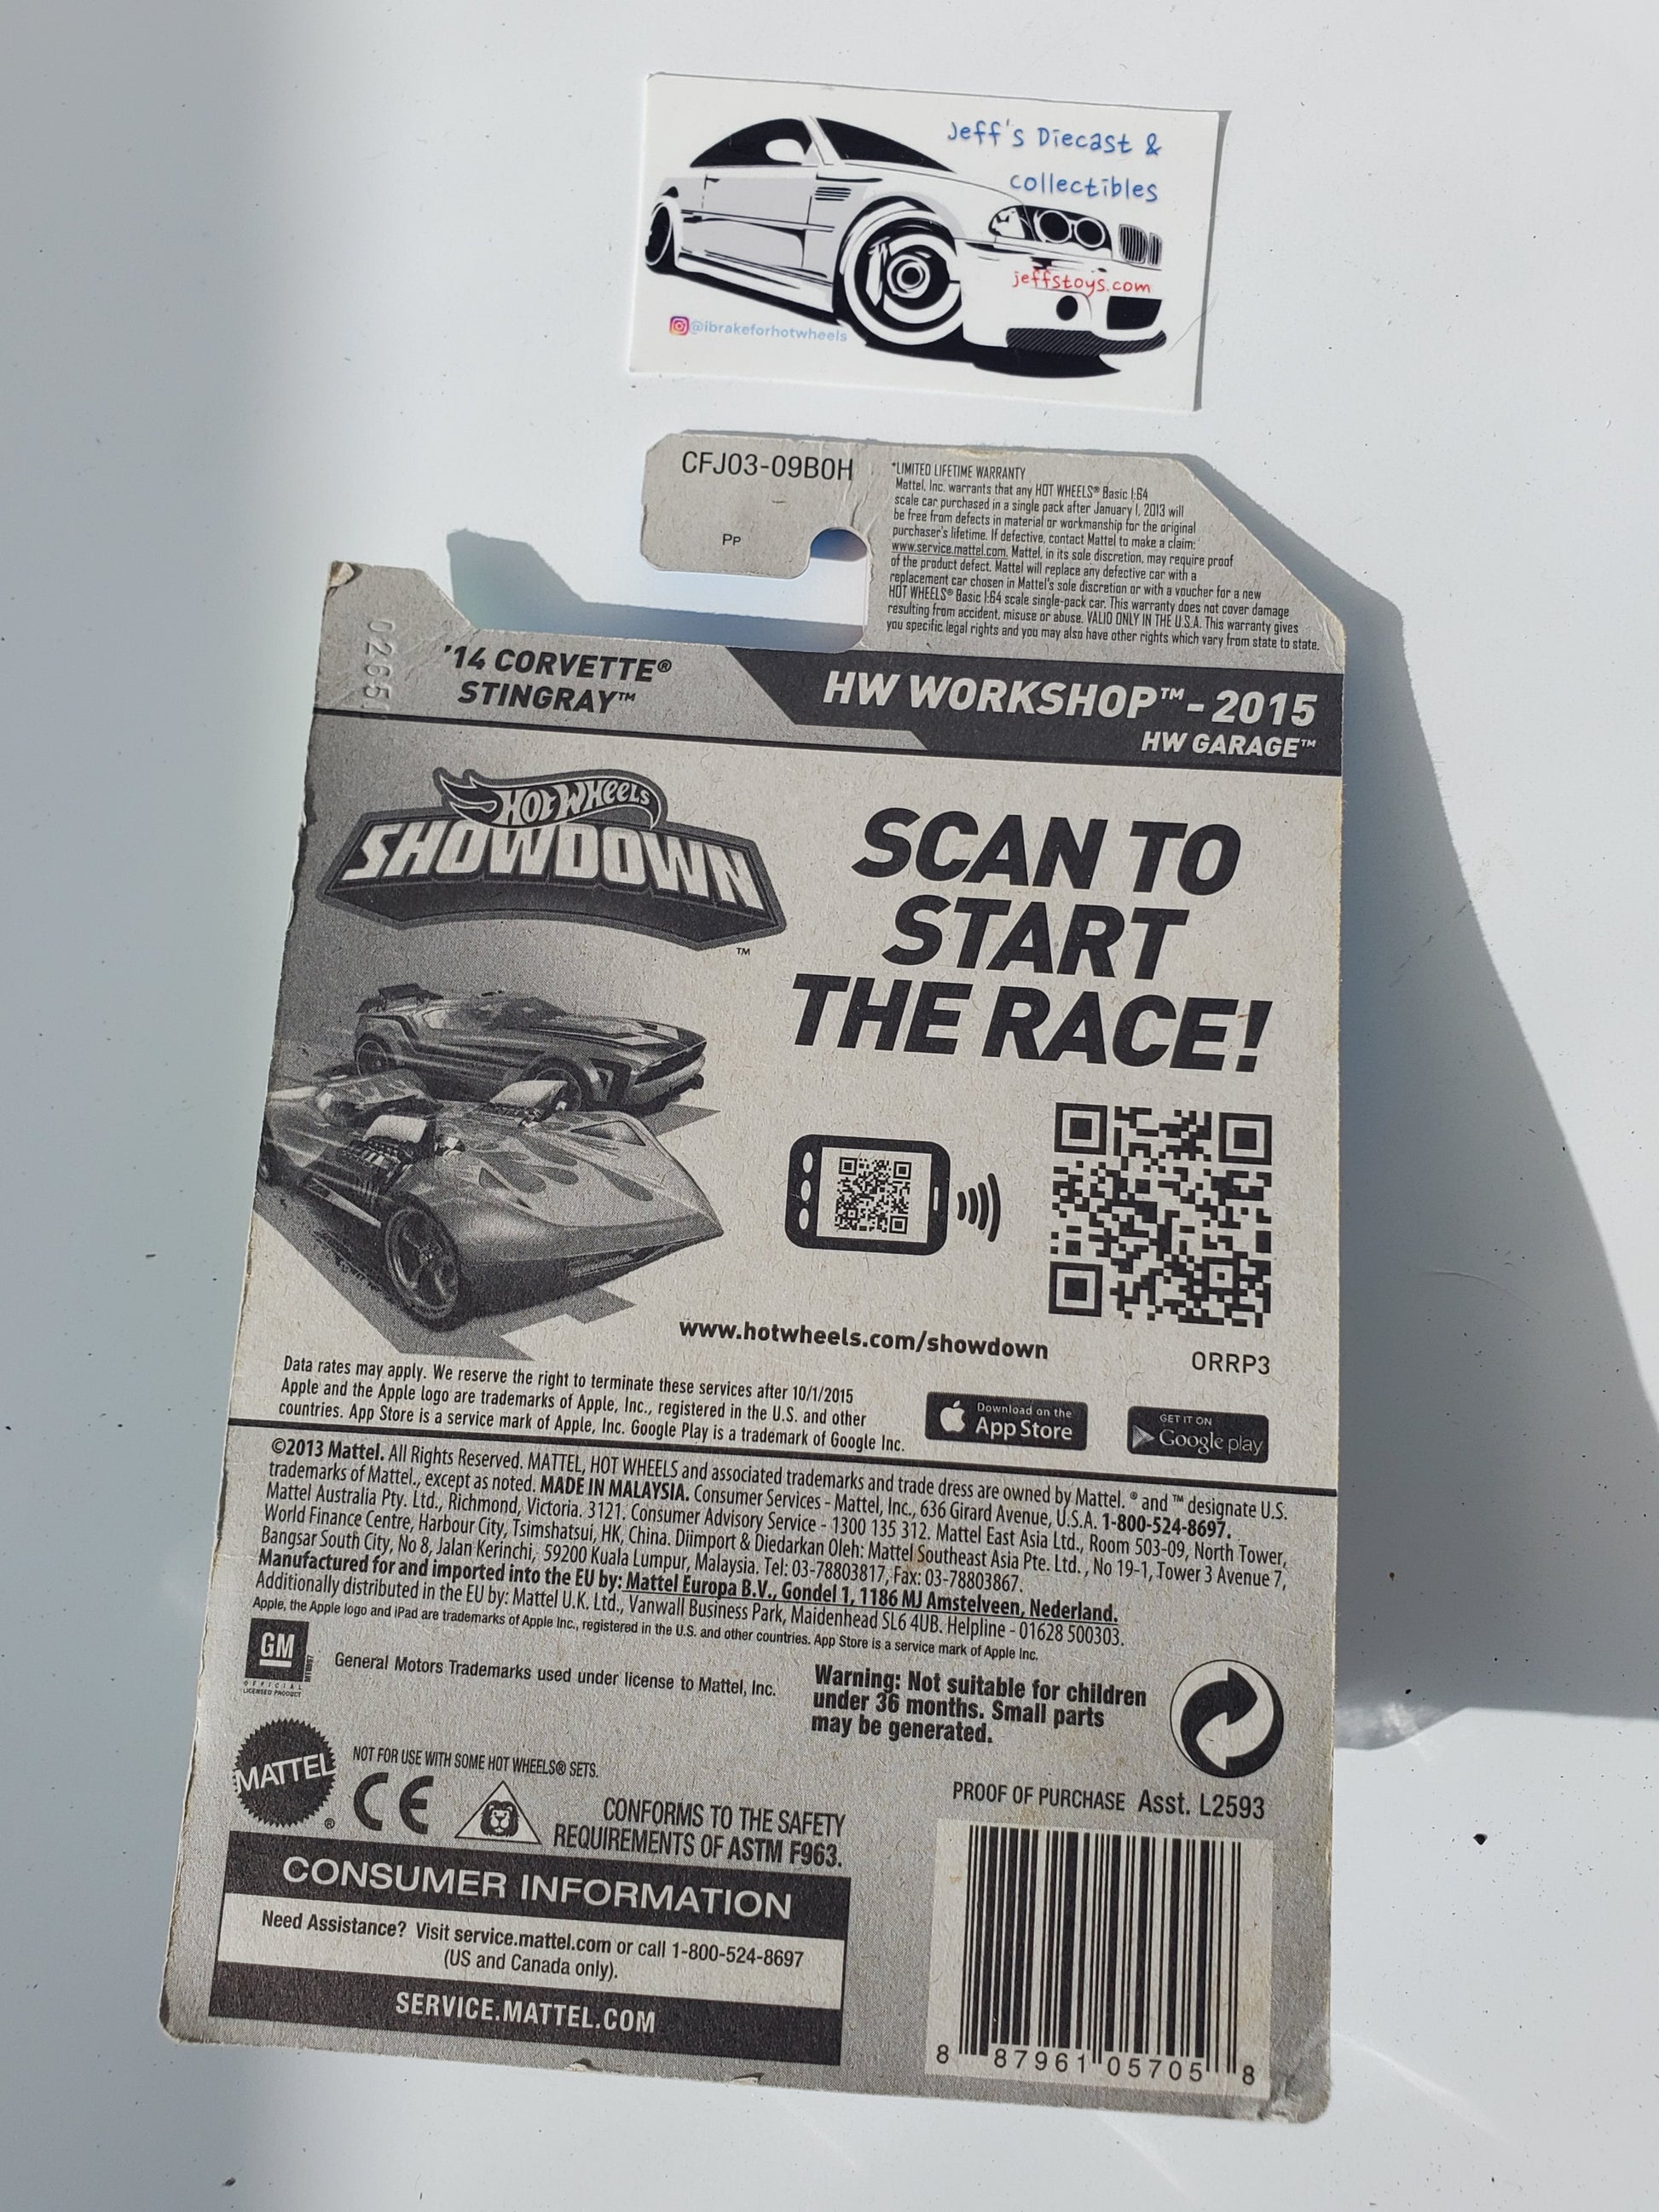 Jeff's Diecast &
collectibles
jeffstoys.com
@ibrakeforhotwheels
CFJ03-09B0H
PP
*LIMITED LIFETIME WARRANTY
Mattel, Inc. warrants that any HOT WHEELS® Basic 1:64
scale car purchased in a single pack after January 1, 2013 will
be free from defects in material or workmanship for the original
purchaser's lifetime. If defective, contact Mattel to make a claim:
www.service.mattel.com. Mattel, in its sole discretion, may require proof
of the product defect. Mattel will replace any defective car with a
replacement car chosen in Mattel's sole discretion or with a voucher for a new
HOT WHEELS® Basic 1:64 scale single-pack car. This warranty does not cover damage
resulting from accident, misuse or abuse. VALID ONLY IN THE U.S.A. This warranty gives
you specific legal rights and you may also have other rights which vary from state to state.
'14 CORVETTE®
STINGRAY™
HW WORKSHOP™ - 2015
HW GARAGE™
HOT WHEELS
SHOWDOWN
™
SCAN TO
START
THE RACE!
www.hotwheels.com/showdown
ORRP3
Data rates may apply. We reserve the right to terminate these services after 10/1/2015
Apple and the Apple logo are trademarks of Apple, Inc., registered in the U.S. and other
countries. App Store is a service mark of Apple, Inc. Google Play is a trademark of Google Inc.
Download on the
App Store
GET IT ON
Google play
©2013 Mattel. All Rights Reserved. MATTEL, HOT WHEELS and associated trademarks and trade dress are owned by Mattel. ® and ™ designate U.S.
trademarks of Mattel., except as noted. MADE IN MALAYSIA. Consumer Services - Mattel, Inc., 636 Girard Avenue, U.S.A. 1-800-524-8697.
Mattel Australia Pty. Ltd., Richmond, Victoria. 3121. Consumer Advisory Service - 1300 135 312. Mattel East Asia Ltd., Room 503-09, North Tower,
World Finance Centre, Harbour City, Tsimshatsui, HK, China. Diimport & Diedarkan Oleh: Mattel Southeast Asia Pte. Ltd., No 19-1, Tower 3 Avenue 7,
Bangsar South City, No 8, Jalan Kerinchi, 59200 Kuala Lumpur, Malaysia. Tel: 03-78803817, Fax: 03-78803867.
Manufactured for and imported into the EU by: Mattel Europa B.V., Gondel 1, 1186 MJ Amstelveen, Nederland.
Additionally distributed in the EU by: Mattel U.K. Ltd., Vanwall Business Park, Maidenhead SL6 4UB. Helpline - 01628 500303.
Apple, the Apple logo and iPad are trademarks of Apple Inc., registered in the U.S. and other countries. App Store is a service mark of Apple Inc.
GM
OFFICIAL
LICENSED PRODUCT
General Motors Trademarks used under license to Mattel, Inc.
Warning: Not suitable for children
under 36 months. Small parts
may be generated.
MATTEL
®
NOT FOR USE WITH SOME HOT WHEELS® SETS.
CE
CONFORMS TO THE SAFETY
REQUIREMENTS OF ASTM F963.
PROOF OF PURCHASE Asst. L2593
CONSUMER INFORMATION
Need Assistance? Visit service.mattel.com or call 1-800-524-8697
(US and Canada only).
SERVICE.MATTEL.COM
8 87961 05705 8